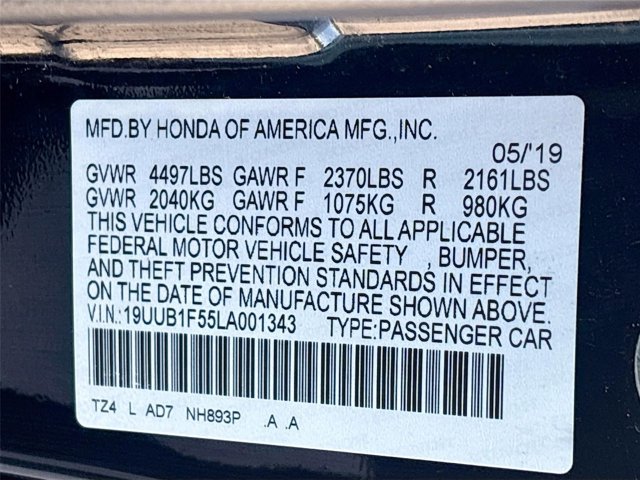 MFD.BY HONDA OF AMERICA MFG.,INC.
05/'19
GVWR 4497LBS GAWR F 2370LBS R 2161LBS
GVWR 2040KG GAWR F 1075KG R 980KG
THIS VEHICLE CONFORMS TO ALL APPLICABLE
FEDERAL MOTOR VEHICLE SAFETY , BUMPER,
AND THEFT PREVENTION STANDARDS IN EFFECT
ON THE DATE OF MANUFACTURE SHOWN ABOVE.
V.I.N.:19UUB1F55LA001343 TYPE:PASSENGER CAR
TZ4 L AD7 NH893P .A .A